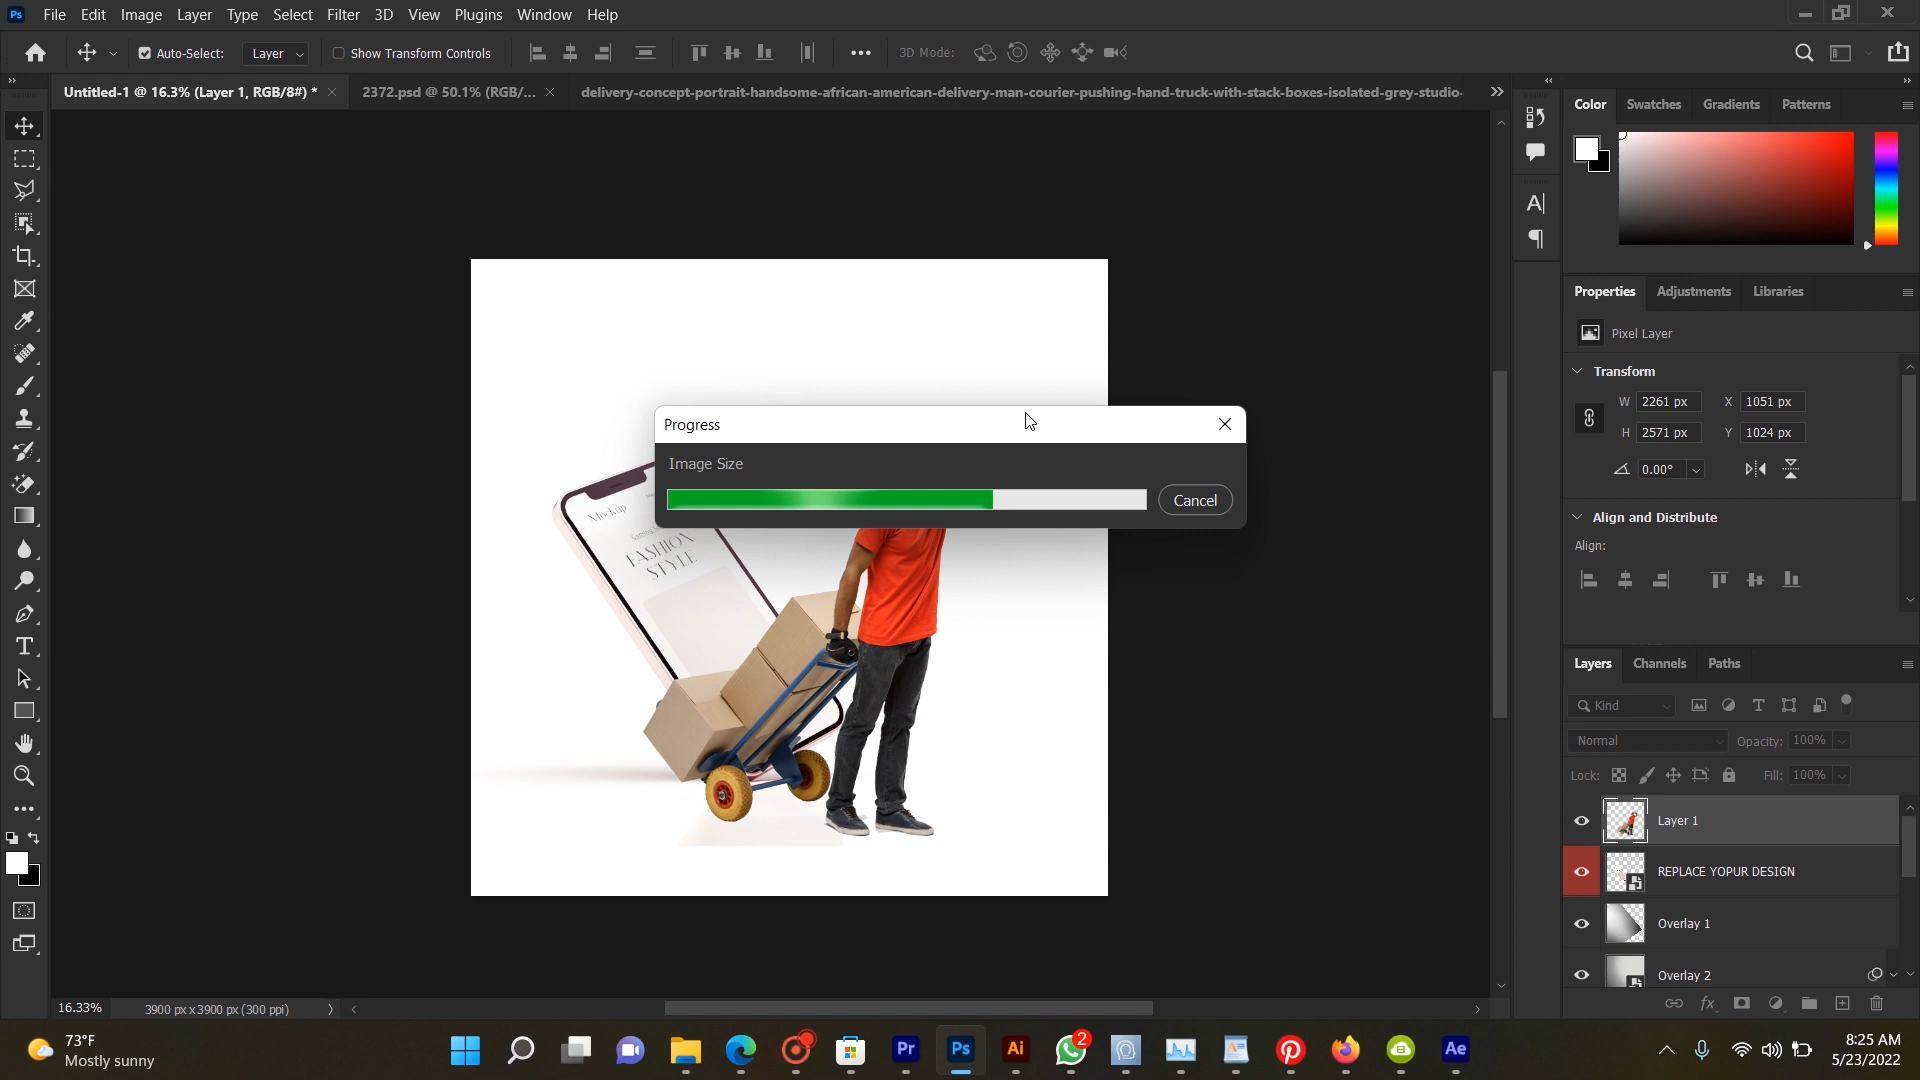 Ps File Edit Image Layer Type Select Filter 3D View Plugins Window Help
Auto-Select: Layer Show Transform Controls 3D Mode:
Untitled-1 @ 16.3% (Layer 1, RGB/8#) * 2372.psd @ 50.1% (RGB/... delivery-concept-portrait-handsome-african-american-delivery-man-courier-pushing-hand-truck-with-stack-boxes-isolated-grey-studio-
Color Swatches Gradients Patterns
Properties Adjustments Libraries
Pixel Layer
Transform
W 2261 px X 1051 px
H 2571 px Y 1024 px
0.00°
Align and Distribute
Align:
Progress
Image Size
Cancel
Mockup
FASHION
STYLE
Layers Channels Paths
Kind
Normal Opacity: 100%
Lock: Fill: 100%
Layer 1
REPLACE YOPUR DESIGN
Overlay 1
Overlay 2
16.33% 3900 px x 3900 px (300 ppi)
73°F
Mostly sunny
Pr Ps Ai 2 Ae
8:25 AM
5/23/2022